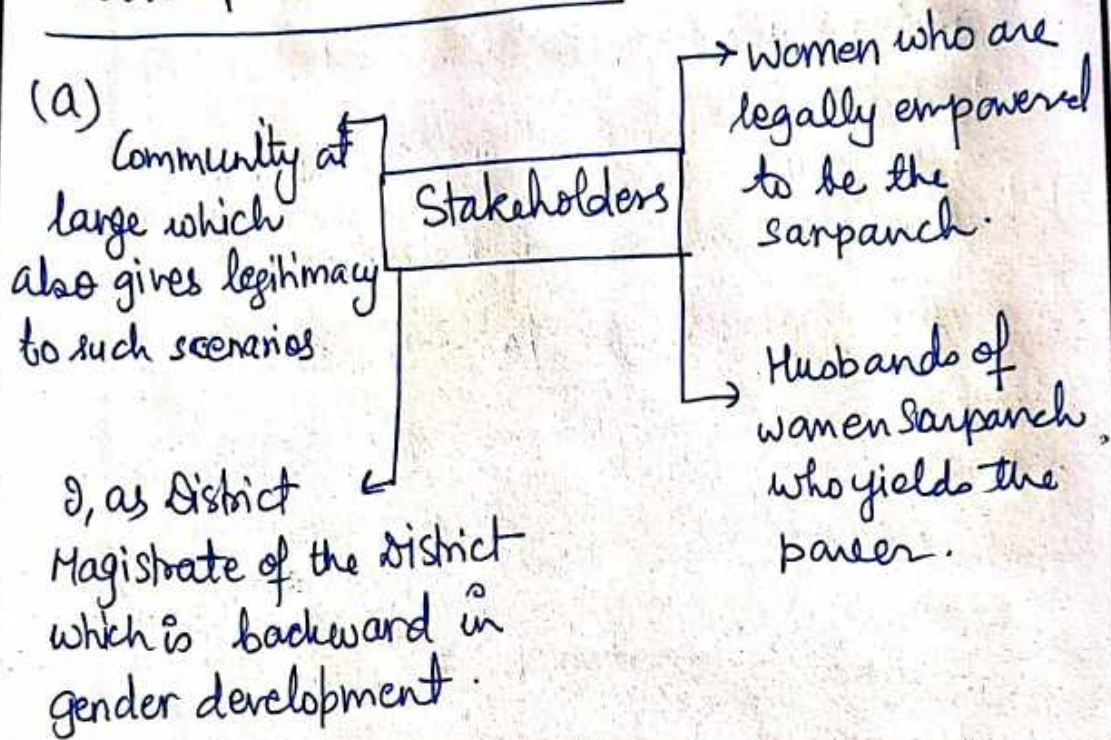 (a)
Community at
large which
also gives legitimacy
to such scenarios.
Stakeholders
Women who are
legally empowered
to be the
sarpanch.
Husbands of
women Sarpanch,
who yields the
power.
I, as District
Magistrate of the District
which is backward in
gender development.